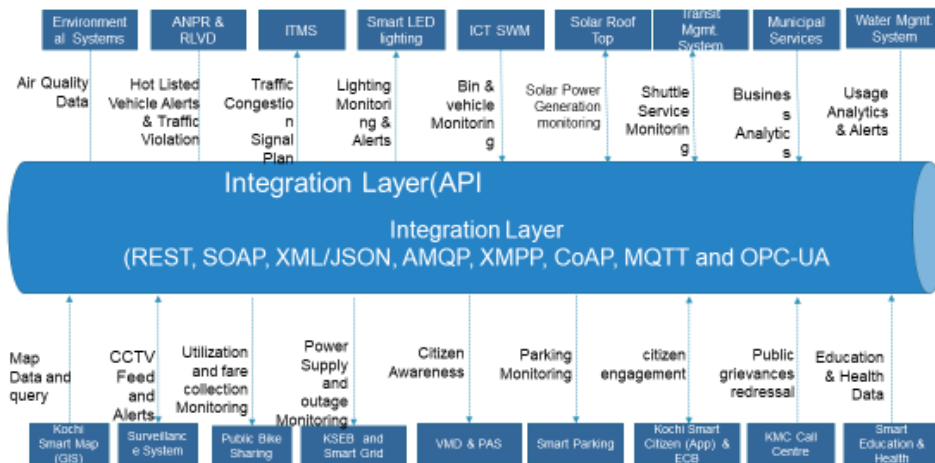 Environment
al Systems
ANPR &
RLVD
ITMS
Smart LED
lighting
ICT SWM
Solar Roof
Top
Transit
Mgmt.
System
Municipal
Services
Water Mgmt.
System
Air Quality
Data
Hot Listed
Vehicle Alerts
& Traffic
Violation
Traffic
Congestio
n
Signal
Plan
Lighting
Monitori
ng &
Alerts
Bin &
vehicle
Monitorin
g
Solar Power
Generation
monitoring
Shuttle
Service
Monitorin
g
Busines
s
Analytic
s
Usage
Analytics
& Alerts
Integration Layer(API
Integration Layer
(REST, SOAP, XML/JSON, AMQP, XMPP, CoAP, MQTT and OPC-UA
Map
Data and
query
CCTV
Feed
and
Alerts
Utilization
and fare
collection
Monitoring
Power
Supply
and
outage
Monitoring
Citizen
Awareness
Parking
Monitoring
citizen
engagement
Public
grievances
redressal
Education
& Health
Data
Kochi
Smart Map
(GIS)
Surveillanc
e System
Public Bike
Sharing
KSEB and
Smart Grid
VMD & PAS
Smart Parking
Kochi Smart
Citizen (App) &
ECB
KMC Call
Centre
Smart
Education &
Health